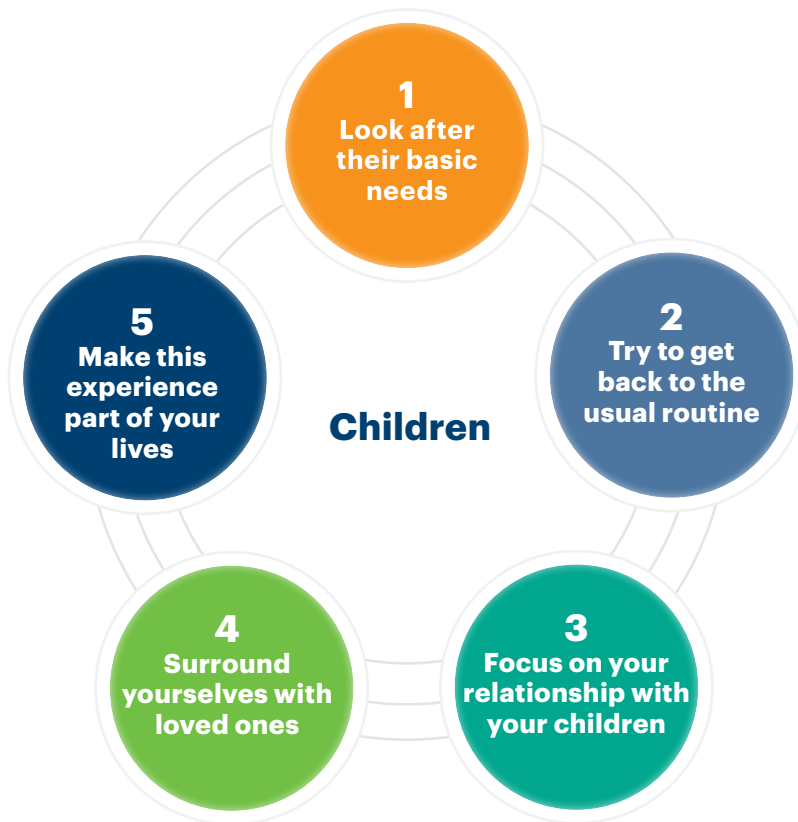 1
Look after
their basic
needs
2
Try to get
back to the
usual routine
3
Focus on your
relationship with
your children
4
Surround
yourselves with
loved ones
5
Make this
experience
part of your
lives
Children